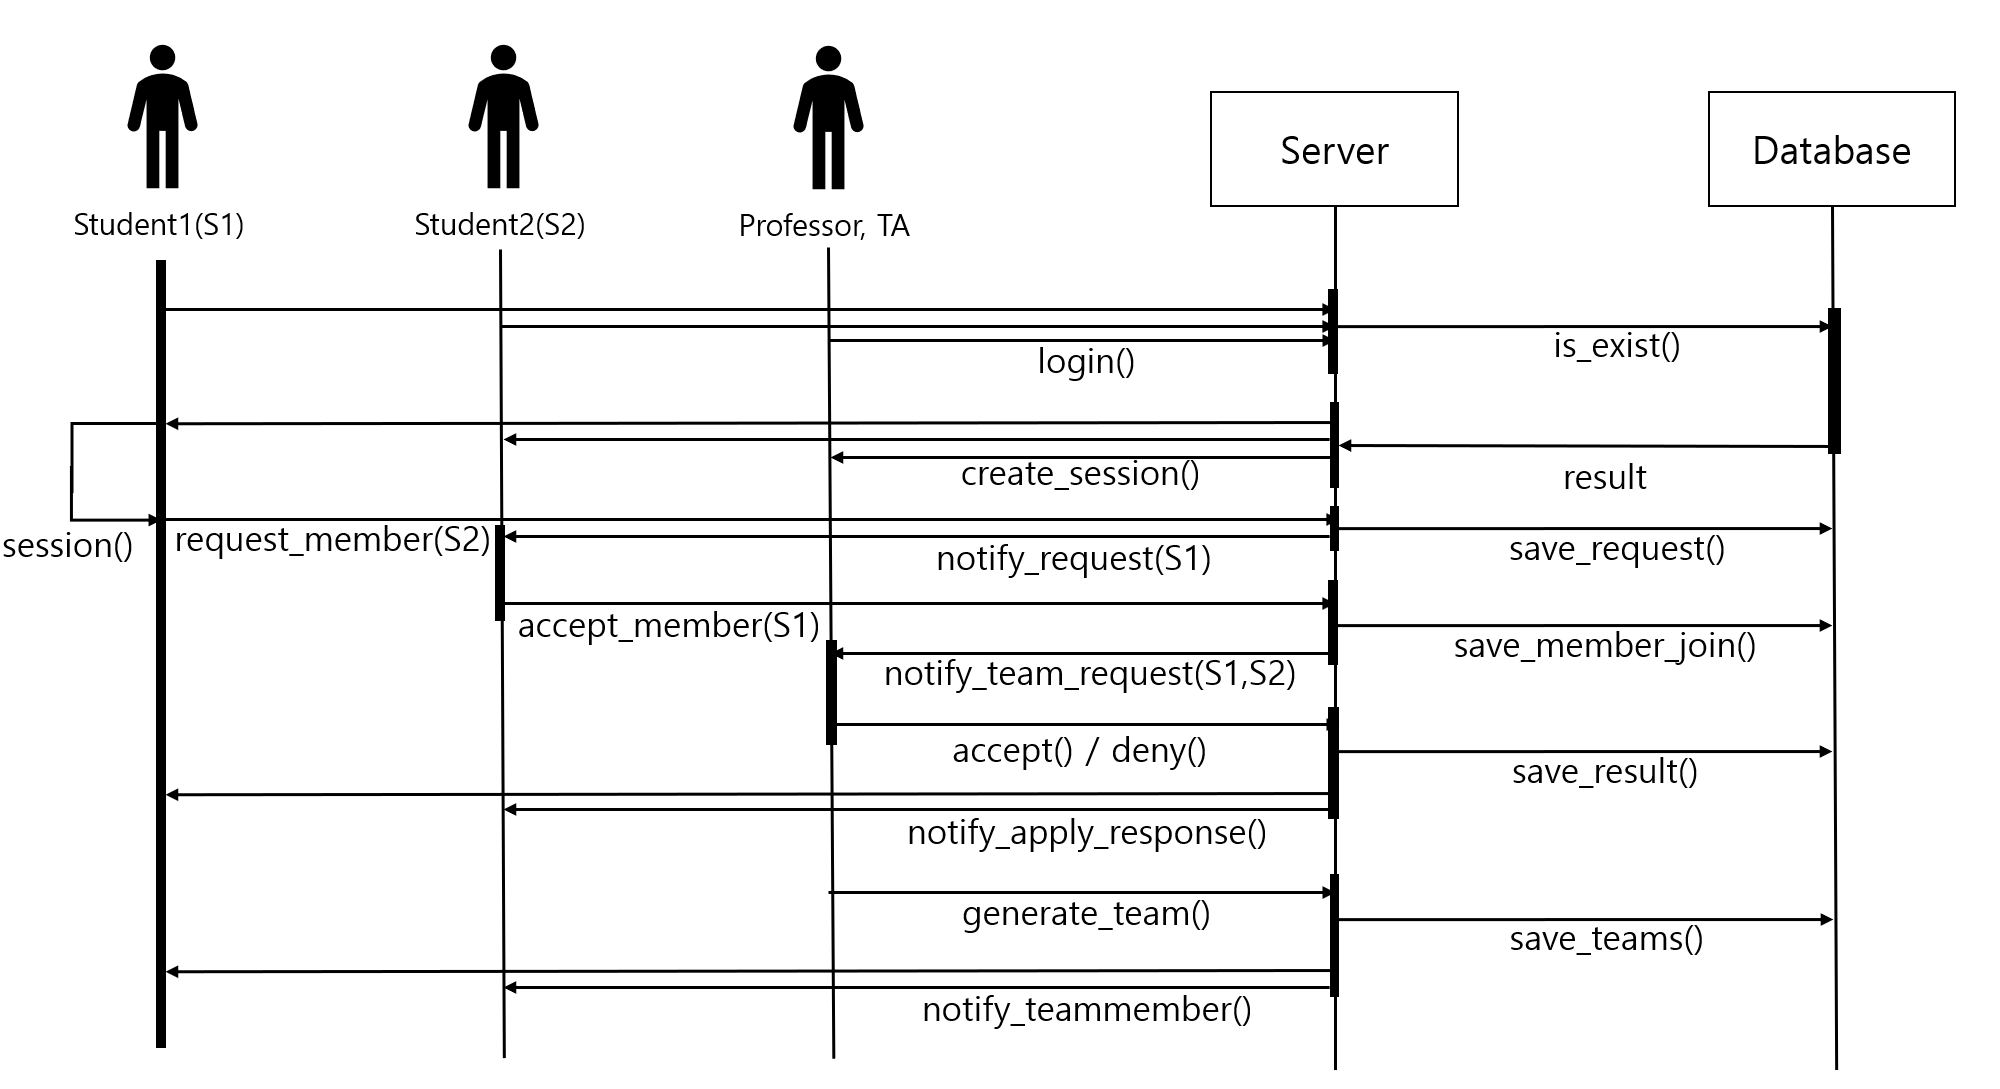 Student1(S1)
Student2(S2)
Professor, TA
Server
Database
login()
is_exist()
create_session()
result
session()
request_member(S2)
notify_request(S1)
save_request()
accept_member(S1)
save_member_join()
notify_team_request(S1,S2)
accept() / deny()
save_result()
notify_apply_response()
generate_team()
save_teams()
notify_teammember()